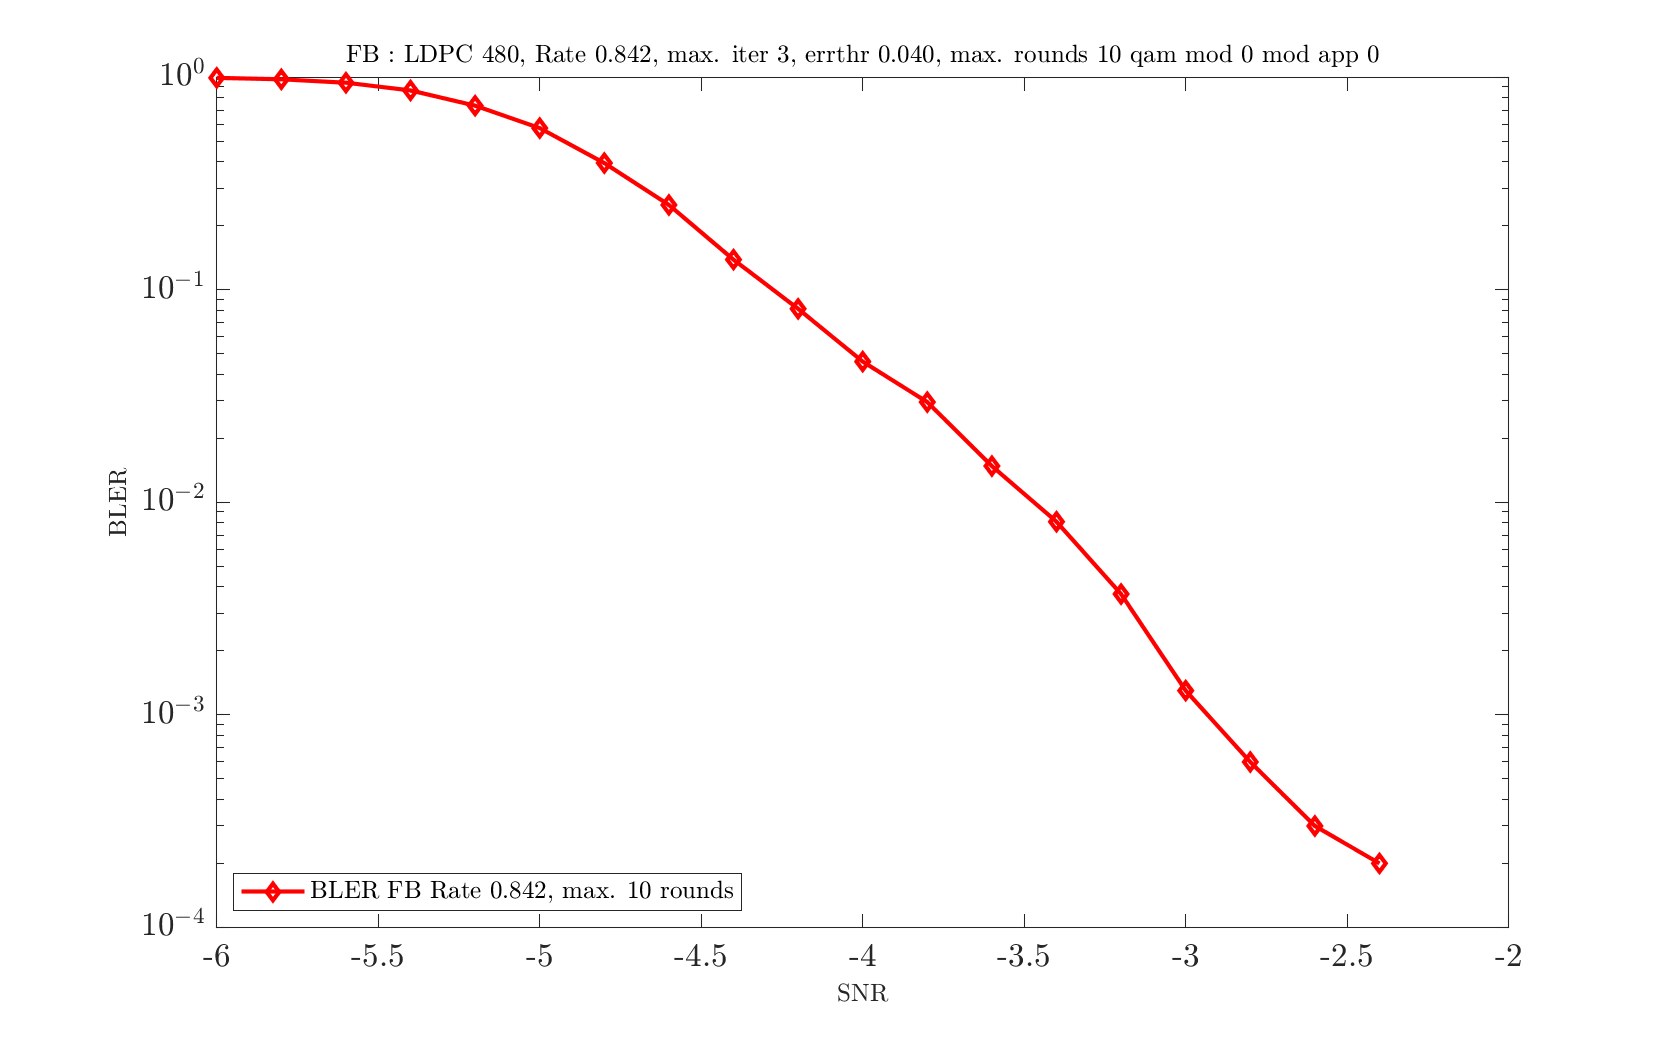 FB : LDPC 480, Rate 0.842, max. iter 3, errthr 0.040, max. rounds 10 qam mod 0 mod app 0
10^0
10^-1
10^-2
10^-3
10^-4
BLER
BLER FB Rate 0.842, max. 10 rounds
-6 -5.5 -5 -4.5 -4 -3.5 -3 -2.5 -2
SNR